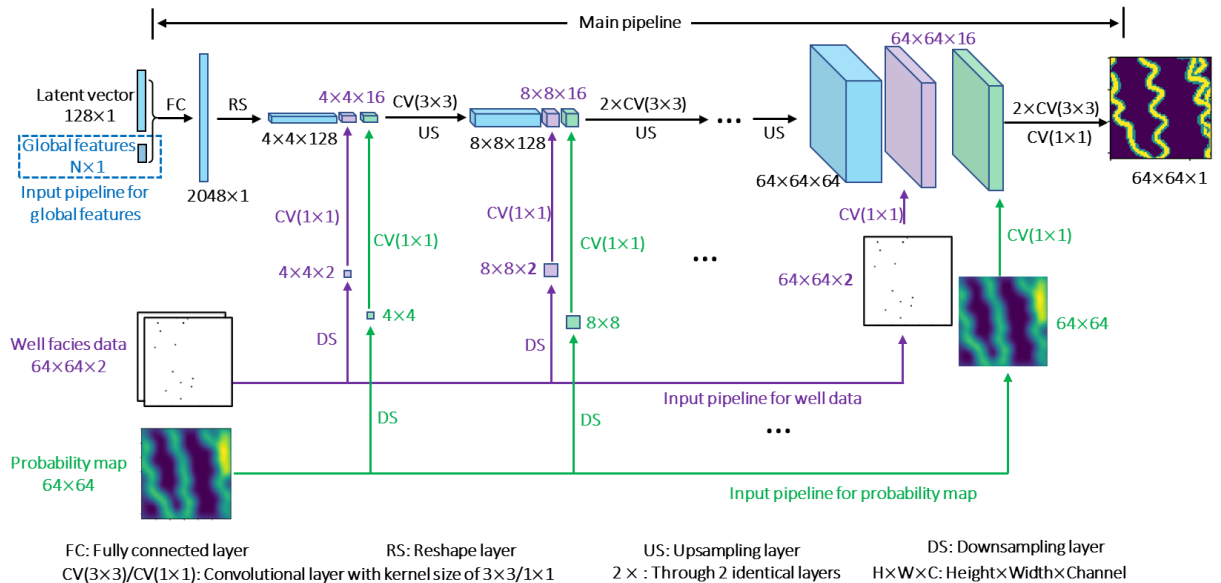 Main pipeline
Latent vector
128×1
Global features
N×1
Input pipeline for
global features
FC
2048×1
RS
4×4×128
4×4×16
CV(3×3)
US
8×8×128
8×8×16
2×CV(3×3)
US
...
US
64×64×64
64×64×16
2×CV(3×3)
CV(1×1)
64×64×1
CV(1×1)
CV(1×1)
CV(1×1)
CV(1×1)
CV(1×1)
CV(1×1)
4×4×2
4×4
8×8×2
8×8
...
64×64×2
64×64
Well facies data
64×64×2
DS
DS
Input pipeline for well data
DS
DS
...
Probability map
64×64
Input pipeline for probability map
FC: Fully connected layer
RS: Reshape layer
US: Upsampling layer
DS: Downsampling layer
CV(3×3)/CV(1×1): Convolutional layer with kernel size of 3×3/1×1
2 × : Through 2 identical layers
H×W×C: Height×Width×Channel